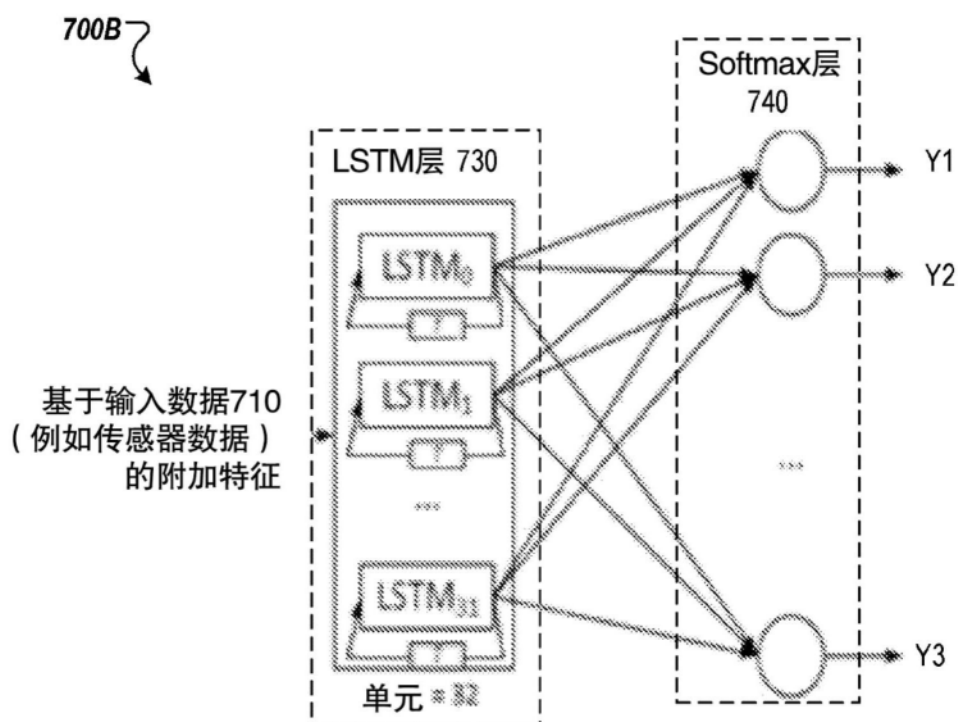 700B
Softmax层
740
LSTM层 730
Y1
LSTM0
Y2
基于输入数据710
（例如传感器数据）
的附加特征
LSTM1
...
...
LSTM31
Y3
单元 = 32